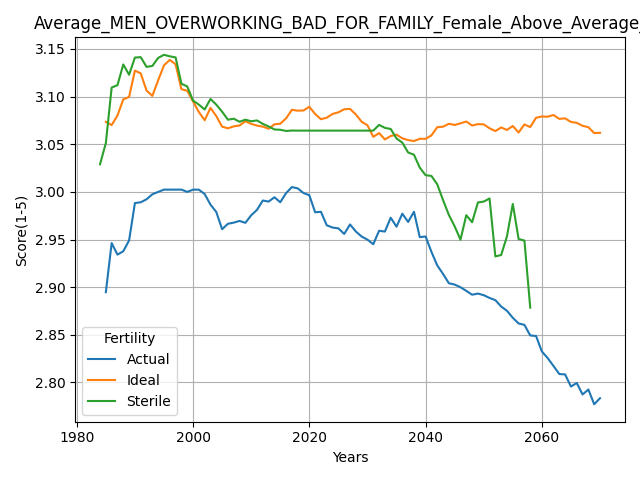 Average_MEN_OVERWORKING_BAD_FOR_FAMILY_Female_Above_Average_
3.15
3.10
3.05
3.00
2.95
2.90
2.85
2.80
Score(1-5)
Fertility
Actual
Ideal
Sterile
1980
2000
2020
2040
2060
Years